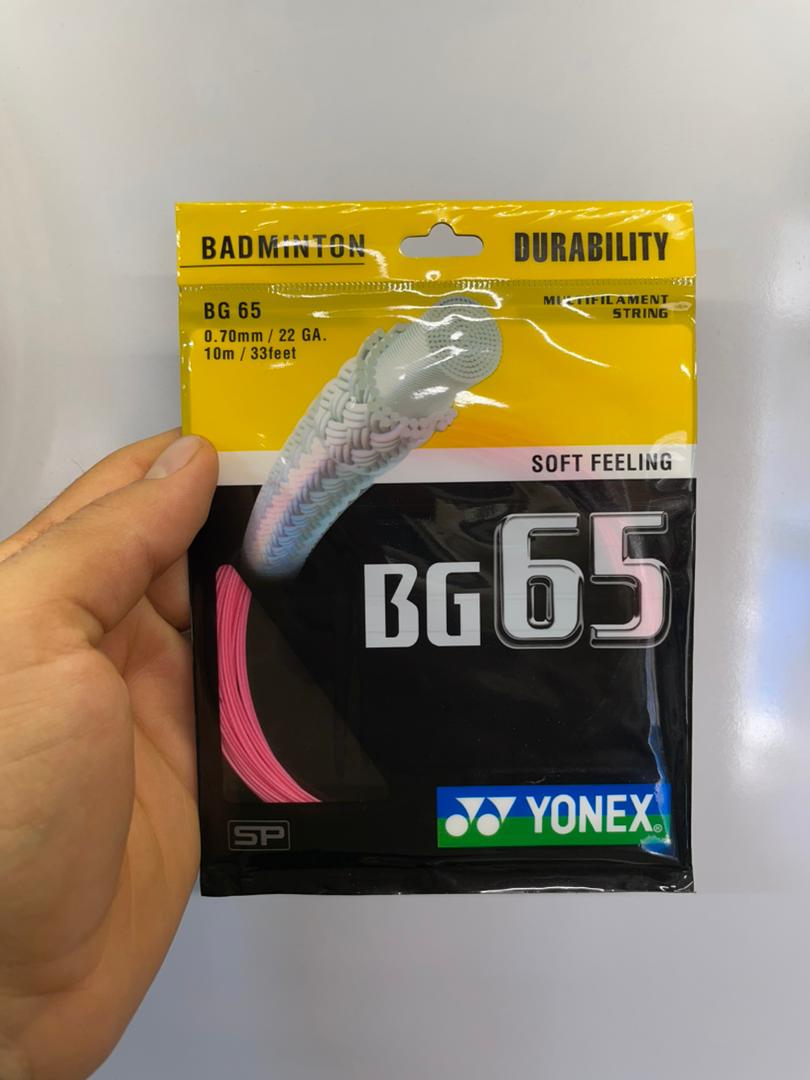 BADMINTON
DURABILITY
BG 65
0.70mm / 22 GA.
10m / 33feet
MULTIFILAMENT
STRING
SOFT FEELING
BG65
SP
YONEX®